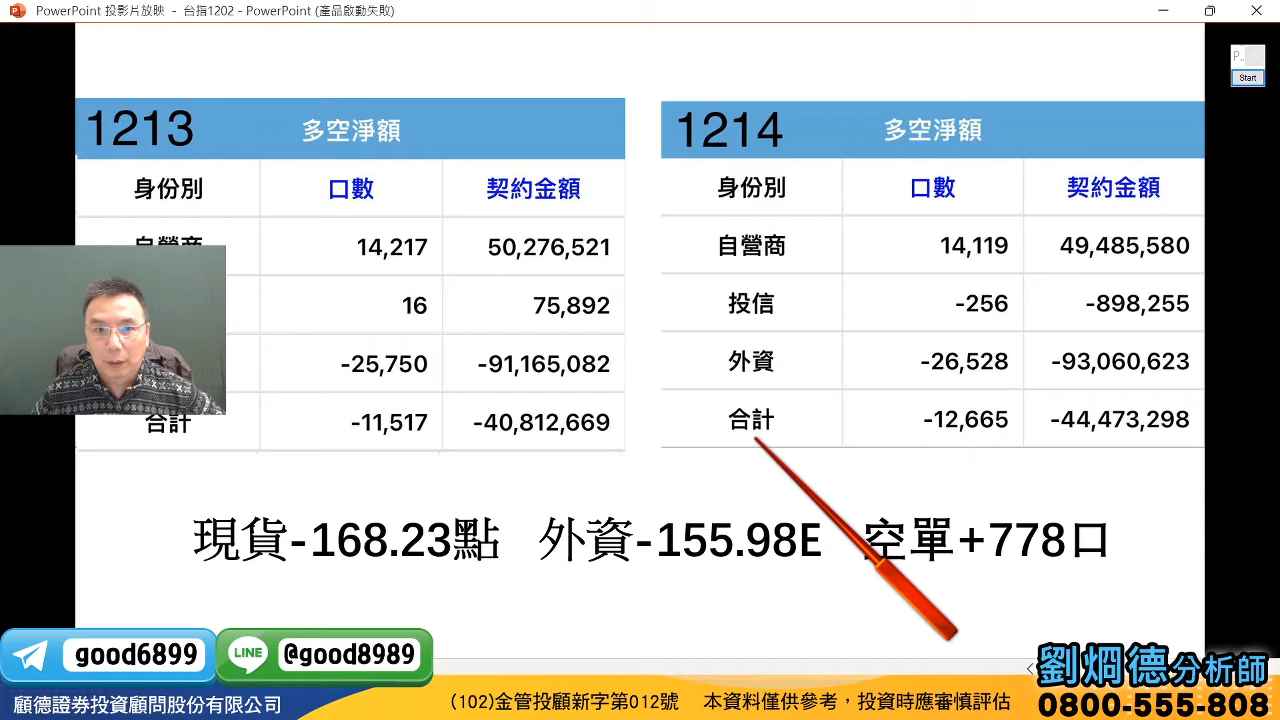 PowerPoint 投影片放映 - 台指1202 - PowerPoint (產品啟動失敗)
P..
Start
1213 多空淨額
身份別 口數 契約金額
自營商 14,217 50,276,521
16 75,892
-25,750 -91,165,082
合計 -11,517 -40,812,669
1214 多空淨額
身份別 口數 契約金額
自營商 14,119 49,485,580
投信 -256 -898,255
外資 -26,528 -93,060,623
合計 -12,665 -44,473,298
現貨-168.23點 外資-155.98E 空單+778口
good6899
LINE @good8989
劉烱德分析師
0800-555-808
顧德證券投資顧問股份有限公司
(102)金管投顧新字第012號 本資料僅供參考，投資時應審慎評估